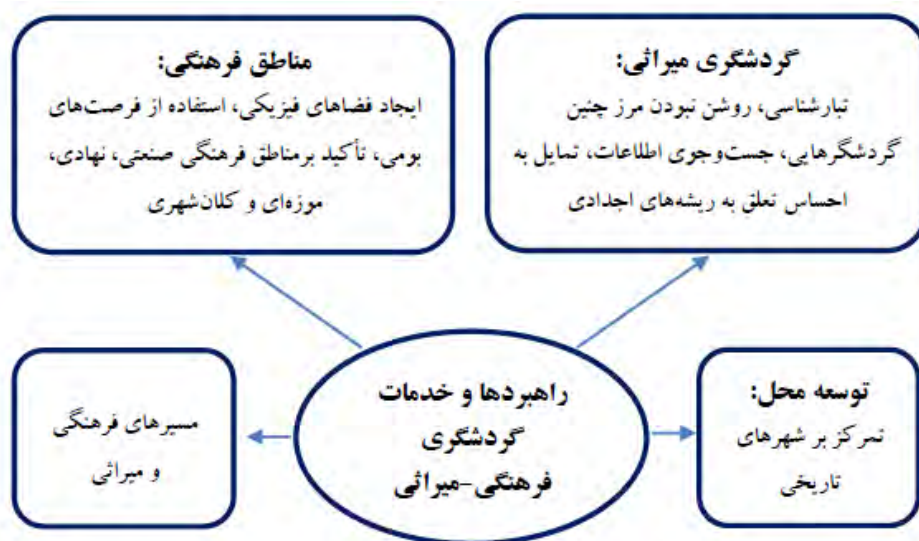 گردشگری میراثی:
تبارشناسی، روشن نبودن مرز چنین
گردشگرهایی، جست‌وجوی اطلاعات، تمایل به
احساس تعلق به ریشه‌های اجدادی
مناطق فرهنگی:
ایجاد فضاهای فیزیکی، استفاده از فرصت‌های
بومی، تأکید برمناطق فرهنگی صنعتی، نهادی،
موزه‌ای و کلان‌شهری
توسعه محل:
تمرکز بر شهرهای
تاریخی
راهبردها و خدمات
گردشگری
فرهنگی-میراثی
مسیرهای فرهنگی
و میراثی